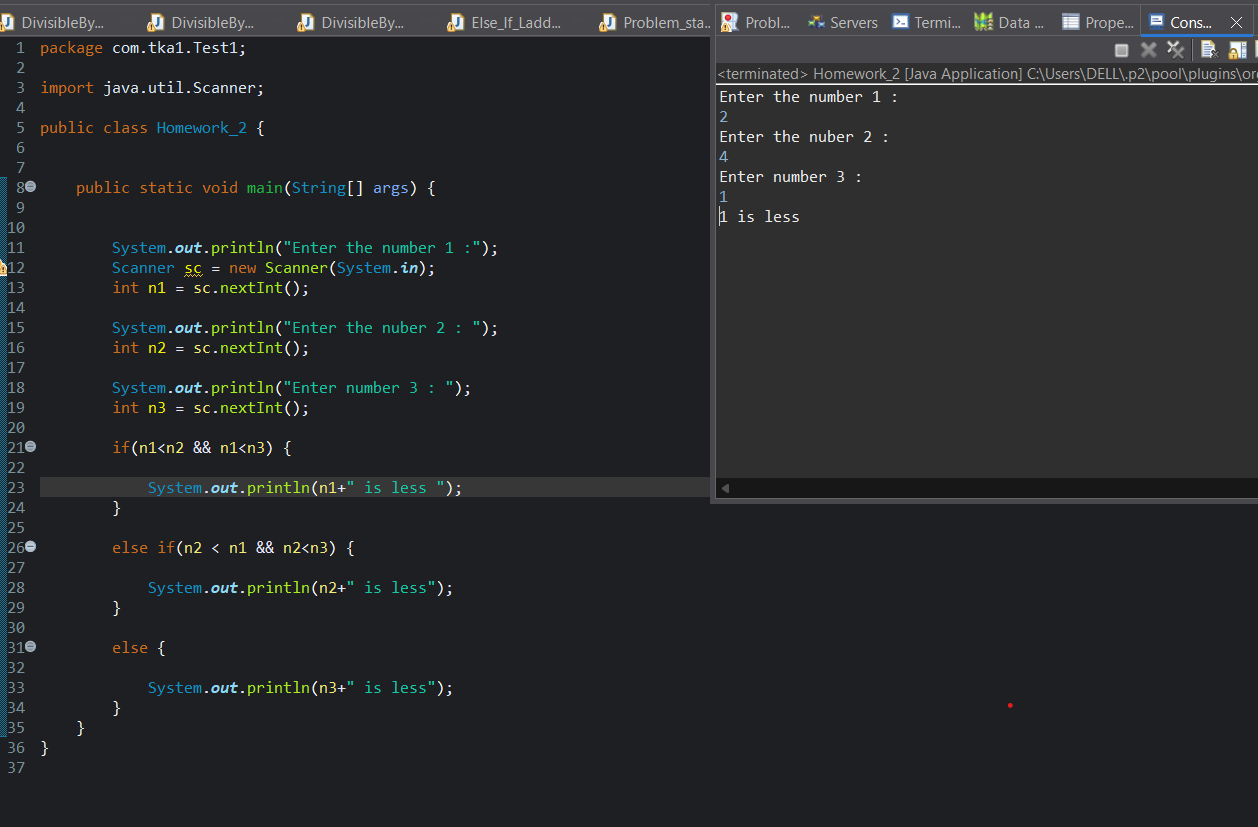 DivisibleBy... DivisibleBy... DivisibleBy... Else_If_Ladd... Problem_sta...
1 package com.tka1.Test1;
2
3 import java.util.Scanner;
4
5 public class Homework_2 {
6
7
8 public static void main(String[] args) {
9
10
11 System.out.println("Enter the number 1 :");
12 Scanner sc = new Scanner(System.in);
13 int n1 = sc.nextInt();
14
15 System.out.println("Enter the nuber 2 : ");
16 int n2 = sc.nextInt();
17
18 System.out.println("Enter number 3 : ");
19 int n3 = sc.nextInt();
20
21 if(n1<n2 && n1<n3) {
22
23 System.out.println(n1+" is less ");
24 }
25
26 else if(n2 < n1 && n2<n3) {
27
28 System.out.println(n2+" is less");
29 }
30
31 else {
32
33 System.out.println(n3+" is less");
34 }
35 }
36 }
37
Probl... Servers Termi... Data ... Prope... Cons...
<terminated> Homework_2 [Java Application] C:\Users\DELL\.p2\pool\plugins\or
Enter the number 1 :
2
Enter the nuber 2 :
4
Enter number 3 :
1
1 is less